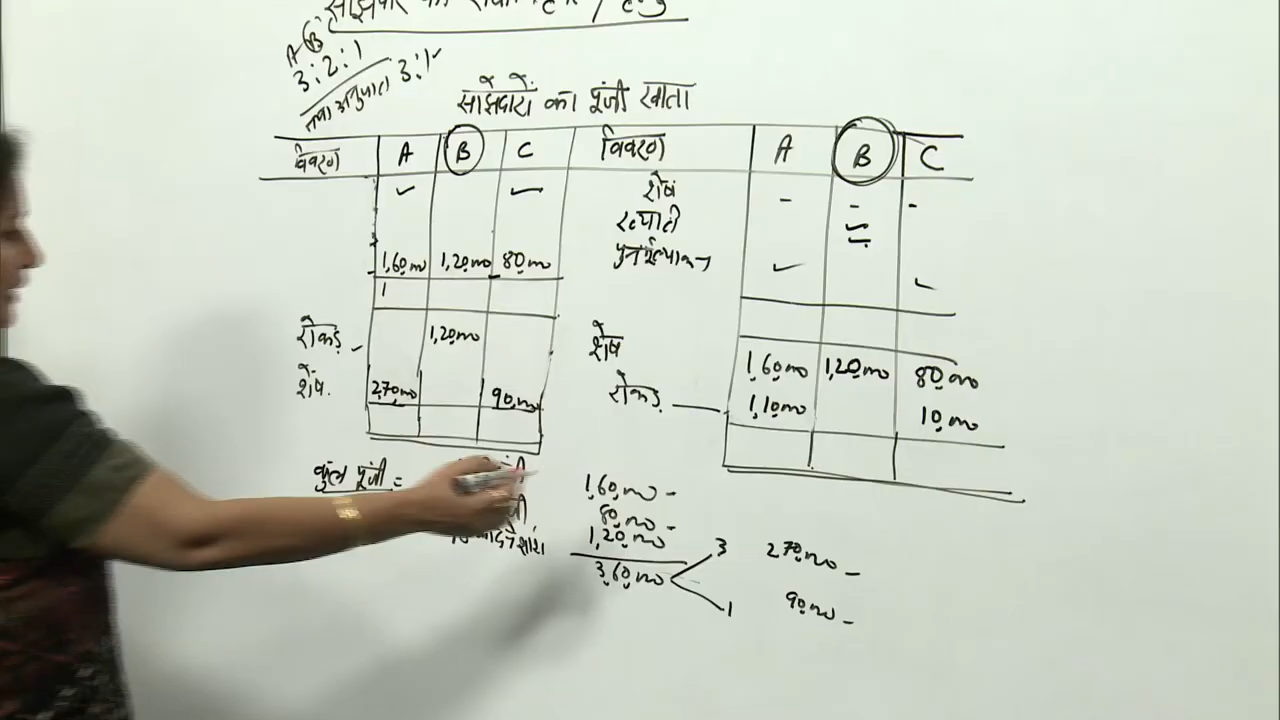 A B
3:2:1
नया अनुपात 3:1
साझेदारों का पूंजी खाता
विवरण A B C विवरण A B C
शेष - - -
ख्याति
पुनर्मूल्यांकन
1,60,000 1,20,000 80,000
1
रोकड़ 1,20,000 शेष 1,60,000 1,20,000 80,000
शेष 2,70,000 90,000 रोकड़ 1,10,000 10,000
कुल पूंजी =
1,60,000 -
80,000 -
1,20,000
3,60,000
3 2,70,000 -
1 90,000 -